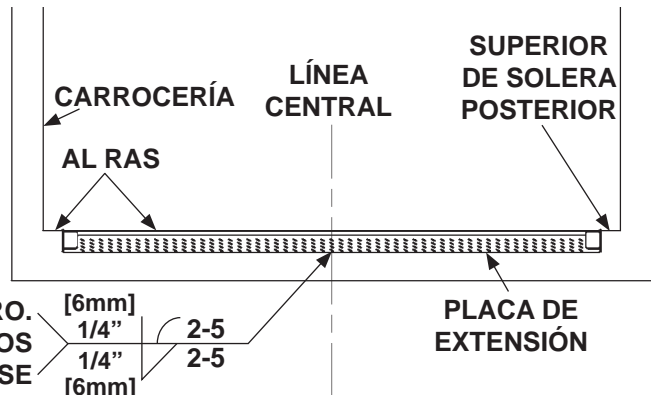 SUPERIOR
DE SOLERA
POSTERIOR
LÍNEA
CENTRAL
CARROCERÍA
AL RAS
PLACA DE
EXTENSIÓN
[6mm]
1/4” 2-5
1/4” 2-5
[6mm]